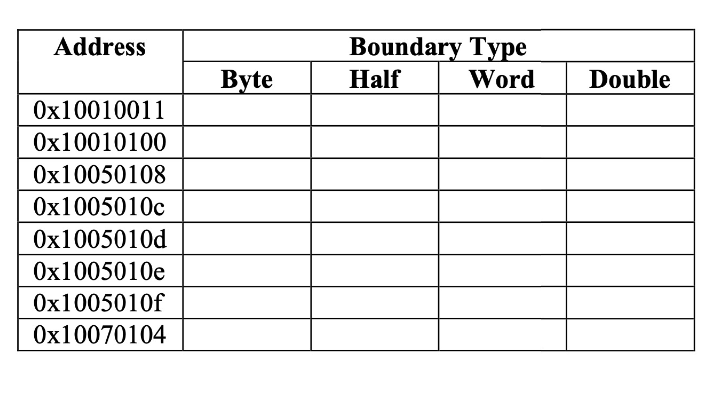 Address Boundary Type
Byte Half Word Double
0x10010011
0x10010100
0x10050108
0x1005010c
0x1005010d
0x1005010e
0x1005010f
0x10070104